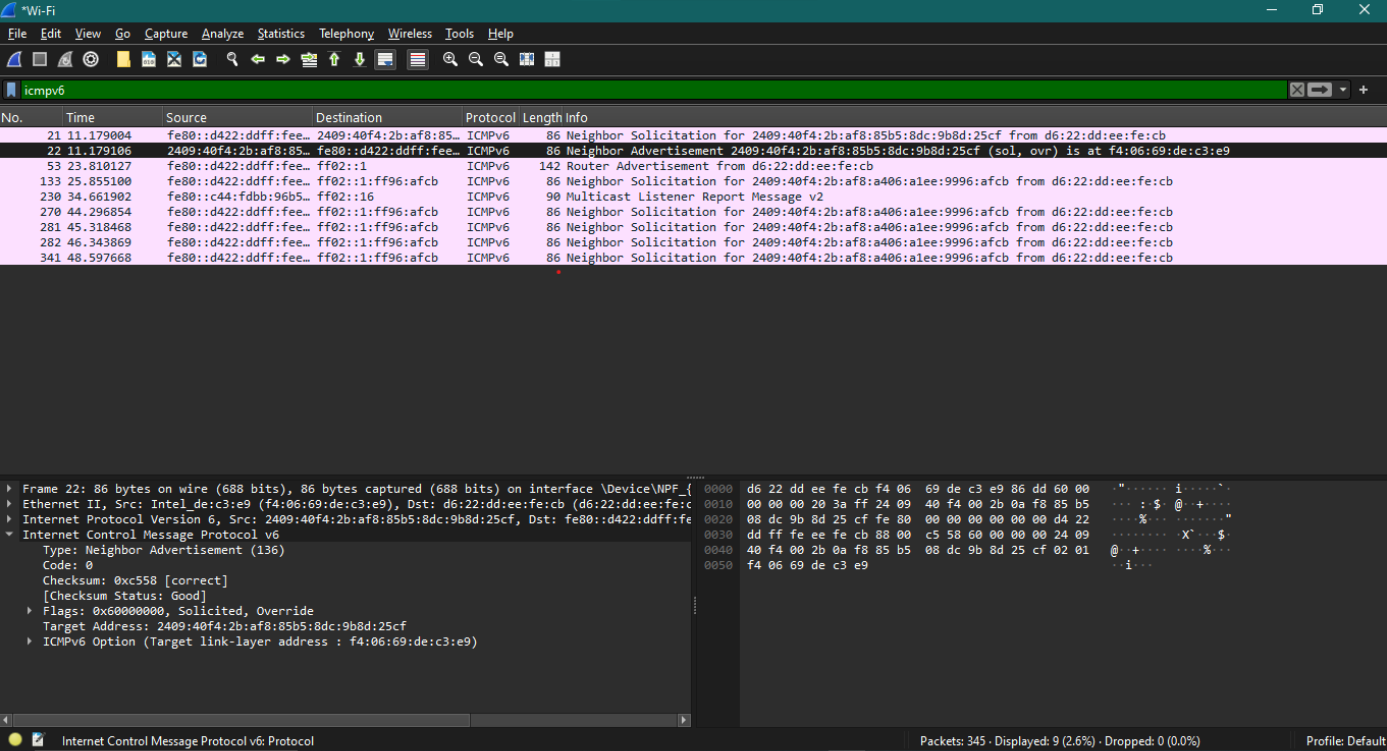 *Wi-Fi
File Edit View Go Capture Analyze Statistics Telephony Wireless Tools Help
icmpv6
No. Time Source Destination Protocol Length Info
21 11.179004 fe80::d422:ddff:fee… 2409:40f4:2b:af8:85… ICMPv6 86 Neighbor Solicitation for 2409:40f4:2b:af8:85b5:8dc:9b8d:25cf from d6:22:dd:ee:fe:cb
22 11.179106 2409:40f4:2b:af8:85… fe80::d422:ddff:fee… ICMPv6 86 Neighbor Advertisement 2409:40f4:2b:af8:85b5:8dc:9b8d:25cf (sol, ovr) is at f4:06:69:de:c3:e9
53 23.810127 fe80::d422:ddff:fee… ff02::1 ICMPv6 142 Router Advertisement from d6:22:dd:ee:fe:cb
133 25.855100 fe80::d422:ddff:fee… ff02::1:ff96:afcb ICMPv6 86 Neighbor Solicitation for 2409:40f4:2b:af8:a406:a1ee:9996:afcb from d6:22:dd:ee:fe:cb
230 34.661902 fe80::c44:fdbb:96b5… ff02::16 ICMPv6 90 Multicast Listener Report Message v2
270 44.296854 fe80::d422:ddff:fee… ff02::1:ff96:afcb ICMPv6 86 Neighbor Solicitation for 2409:40f4:2b:af8:a406:a1ee:9996:afcb from d6:22:dd:ee:fe:cb
281 45.318468 fe80::d422:ddff:fee… ff02::1:ff96:afcb ICMPv6 86 Neighbor Solicitation for 2409:40f4:2b:af8:a406:a1ee:9996:afcb from d6:22:dd:ee:fe:cb
282 46.343869 fe80::d422:ddff:fee… ff02::1:ff96:afcb ICMPv6 86 Neighbor Solicitation for 2409:40f4:2b:af8:a406:a1ee:9996:afcb from d6:22:dd:ee:fe:cb
341 48.597668 fe80::d422:ddff:fee… ff02::1:ff96:afcb ICMPv6 86 Neighbor Solicitation for 2409:40f4:2b:af8:a406:a1ee:9996:afcb from d6:22:dd:ee:fe:cb
Frame 22: 86 bytes on wire (688 bits), 86 bytes captured (688 bits) on interface \Device\NPF_{
Ethernet II, Src: Intel_de:c3:e9 (f4:06:69:de:c3:e9), Dst: d6:22:dd:ee:fe:cb (d6:22:dd:ee:fe:c
Internet Protocol Version 6, Src: 2409:40f4:2b:af8:85b5:8dc:9b8d:25cf, Dst: fe80::d422:ddff:fe
Internet Control Message Protocol v6
Type: Neighbor Advertisement (136)
Code: 0
Checksum: 0xc558 [correct]
[Checksum Status: Good]
Flags: 0x60000000, Solicited, Override
Target Address: 2409:40f4:2b:af8:85b5:8dc:9b8d:25cf
ICMPv6 Option (Target link-layer address : f4:06:69:de:c3:e9)
0000 d6 22 dd ee fe cb f4 06 69 de c3 e9 86 dd 60 00 ·"······ i·····`·
0010 00 00 00 20 3a ff 24 09 40 f4 00 2b 0a f8 85 b5 ··· :·$· @··+····
0020 08 dc 9b 8d 25 cf fe 80 00 00 00 00 00 00 d4 22 ····%··· ·······"
0030 dd ff fe ee fe cb 88 00 c5 58 60 00 00 00 24 09 ········ ·X`···$·
0040 40 f4 00 2b 0a f8 85 b5 08 dc 9b 8d 25 cf 02 01 @··+···· ····%···
0050 f4 06 69 de c3 e9 ··i···
Internet Control Message Protocol v6: Protocol
Packets: 345 · Displayed: 9 (2.6%) · Dropped: 0 (0.0%)
Profile: Default